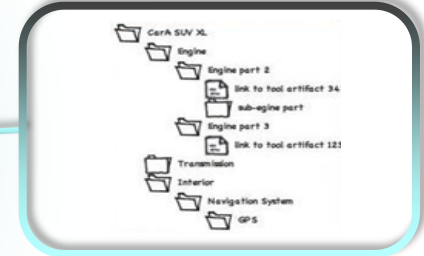 CarA SUV XL
Engine
Engine part 2
link to tool artifact 34
sub-egine part
Engine part 3
link to tool artifact 123
Transmission
Interior
Navigation System
GPS